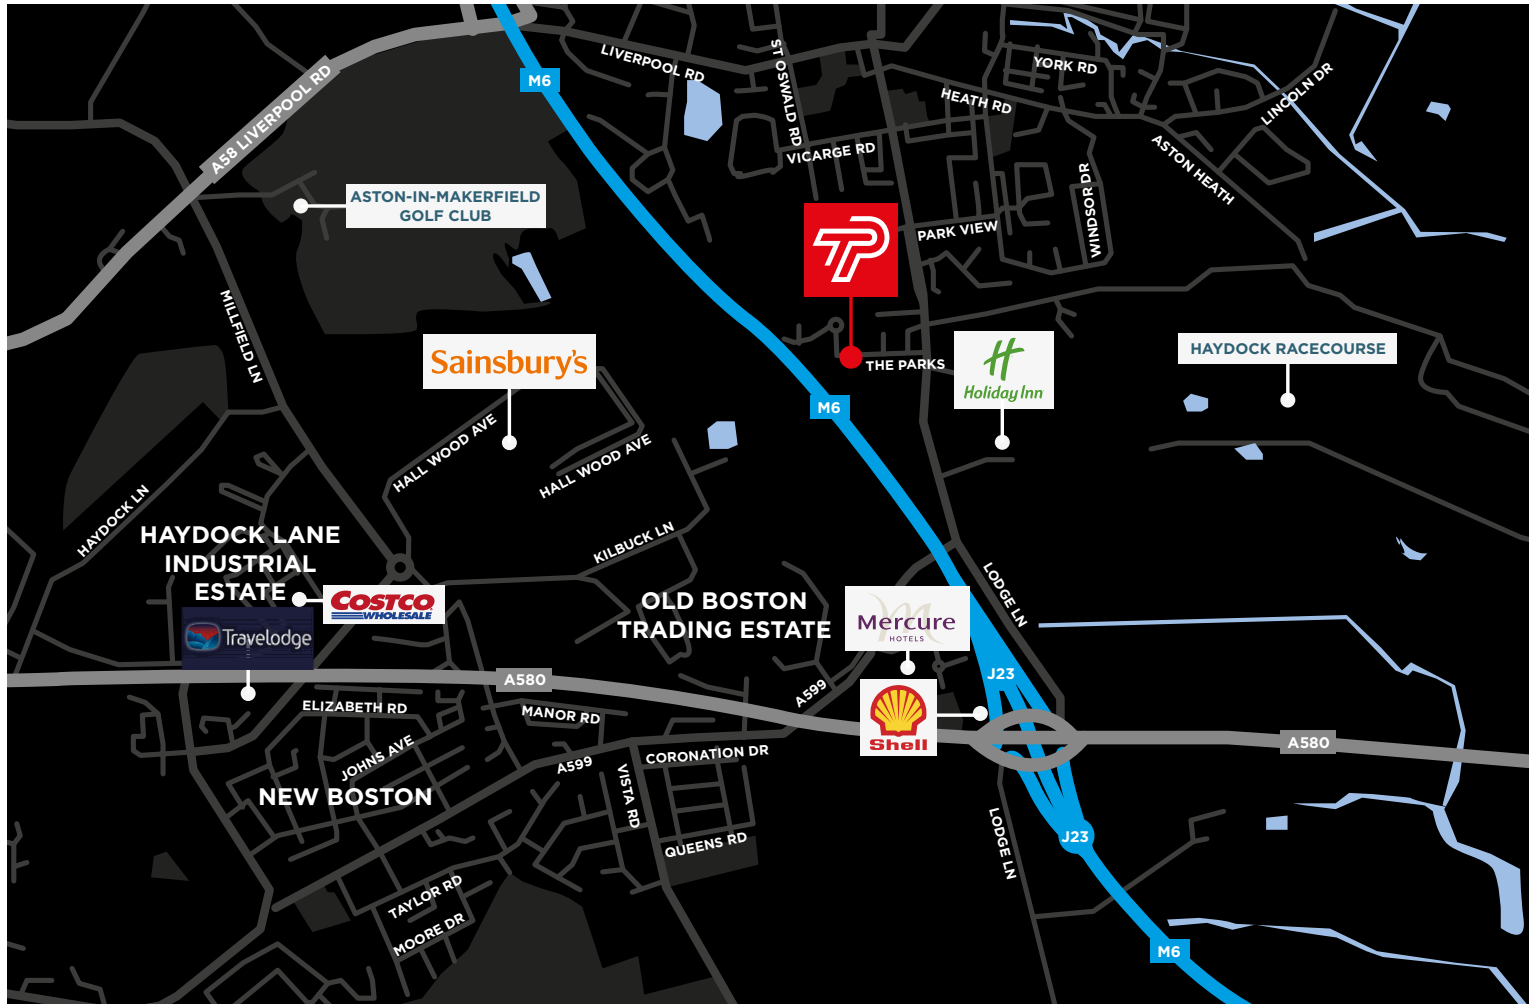 M6
LIVERPOOL RD
ST OSWALD RD
YORK RD
HEATH RD
LINCOLN DR
A58 LIVERPOOL RD
VICARGE RD
ASTON HEATH
WINDSOR DR
ASTON-IN-MAKERFIELD
GOLF CLUB
PARK VIEW
TP
MILLFIELD LN
Sainsbury's
THE PARKS
H
Holiday Inn
HAYDOCK RACECOURSE
M6
HALL WOOD AVE
HALL WOOD AVE
HAYDOCK LN
HAYDOCK LANE
INDUSTRIAL
ESTATE
KILBUCK LN
COSTCO
WHOLESALE
Travelodge
OLD BOSTON
TRADING ESTATE
M
Mercure
HOTELS
LODGE LN
J23
A580
A599
ELIZABETH RD
MANOR RD
Shell
A580
JOHNS AVE
A599
CORONATION DR
VISTA RD
NEW BOSTON
QUEENS RD
LODGE LN
J23
TAYLOR RD
MOORE DR
M6